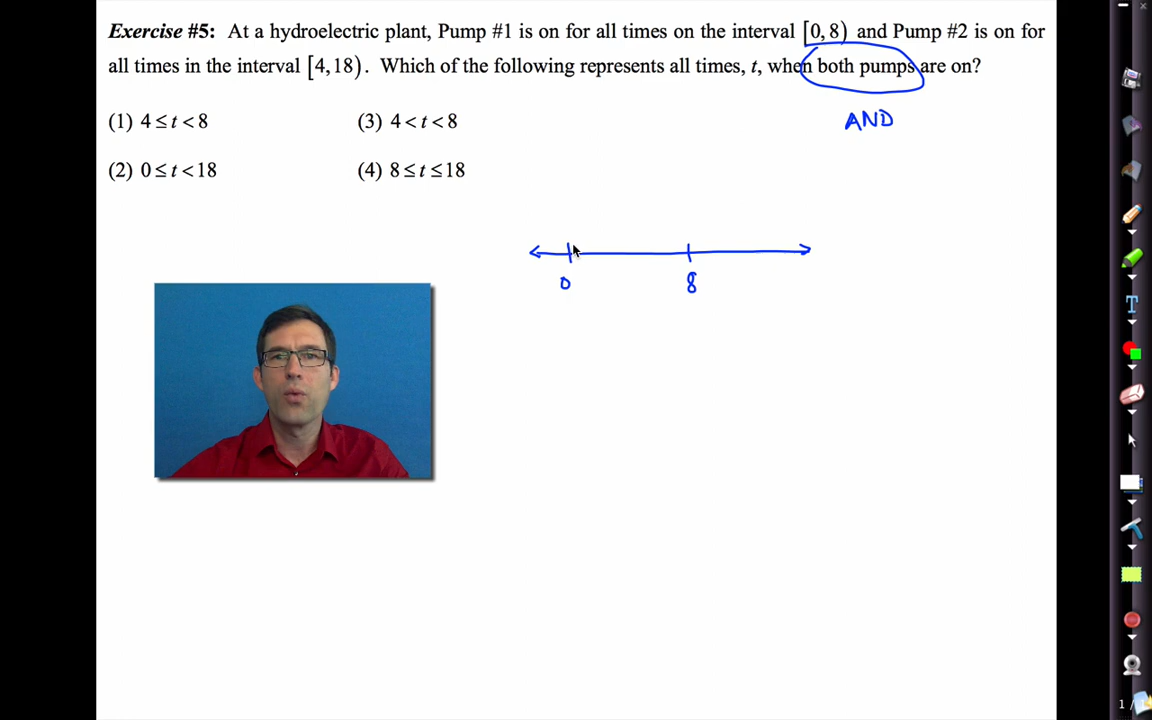 Exercise #5: At a hydroelectric plant, Pump #1 is on for all times on the interval [0, 8) and Pump #2 is on for
all times in the interval [4,18). Which of the following represents all times, t, when both pumps are on?
AND
(1) 4 ≤ t < 8
(3) 4 < t < 8
(2) 0 ≤ t < 18
(4) 8 ≤ t ≤ 18
0 8
T
1 /